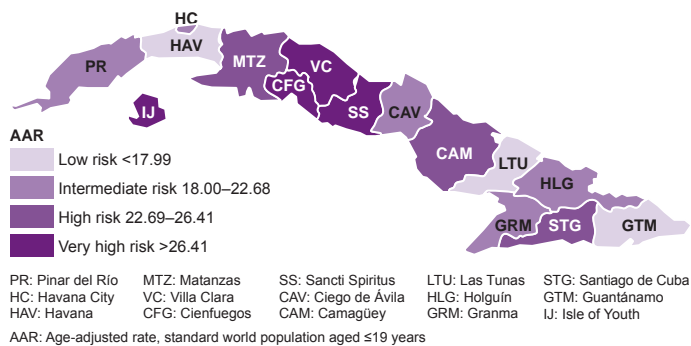 HC
HAV
PR
MTZ
VC
CFG
IJ
SS
CAV
CAM
LTU
HLG
GRM
STG
GTM
AAR
Low risk <17.99
Intermediate risk 18.00–22.68
High risk 22.69–26.41
Very high risk >26.41
PR: Pinar del Río MTZ: Matanzas SS: Sancti Spiritus LTU: Las Tunas STG: Santiago de Cuba
HC: Havana City VC: Villa Clara CAV: Ciego de Ávila HLG: Holguín GTM: Guantánamo
HAV: Havana CFG: Cienfuegos CAM: Camagüey GRM: Granma IJ: Isle of Youth
AAR: Age-adjusted rate, standard world population aged ≤19 years